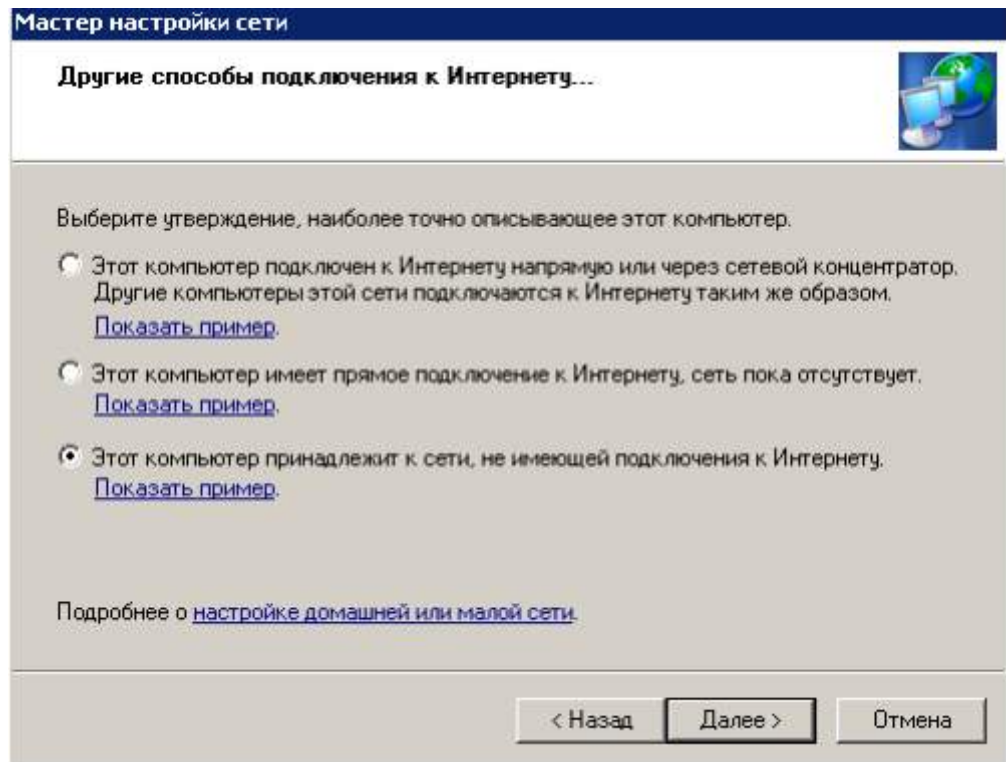 Мастер настройки сети
Другие способы подключения к Интернету...
Выберите утверждение, наиболее точно описывающее этот компьютер.
Этот компьютер подключен к Интернету напрямую или через сетевой концентратор.
Другие компьютеры этой сети подключаются к Интернету таким же образом.
Показать пример.
Этот компьютер имеет прямое подключение к Интернету, сеть пока отсутствует.
Показать пример.
Этот компьютер принадлежит к сети, не имеющей подключения к Интернету.
Показать пример.
Подробнее о настройке домашней или малой сети.
< Назад
Далее >
Отмена